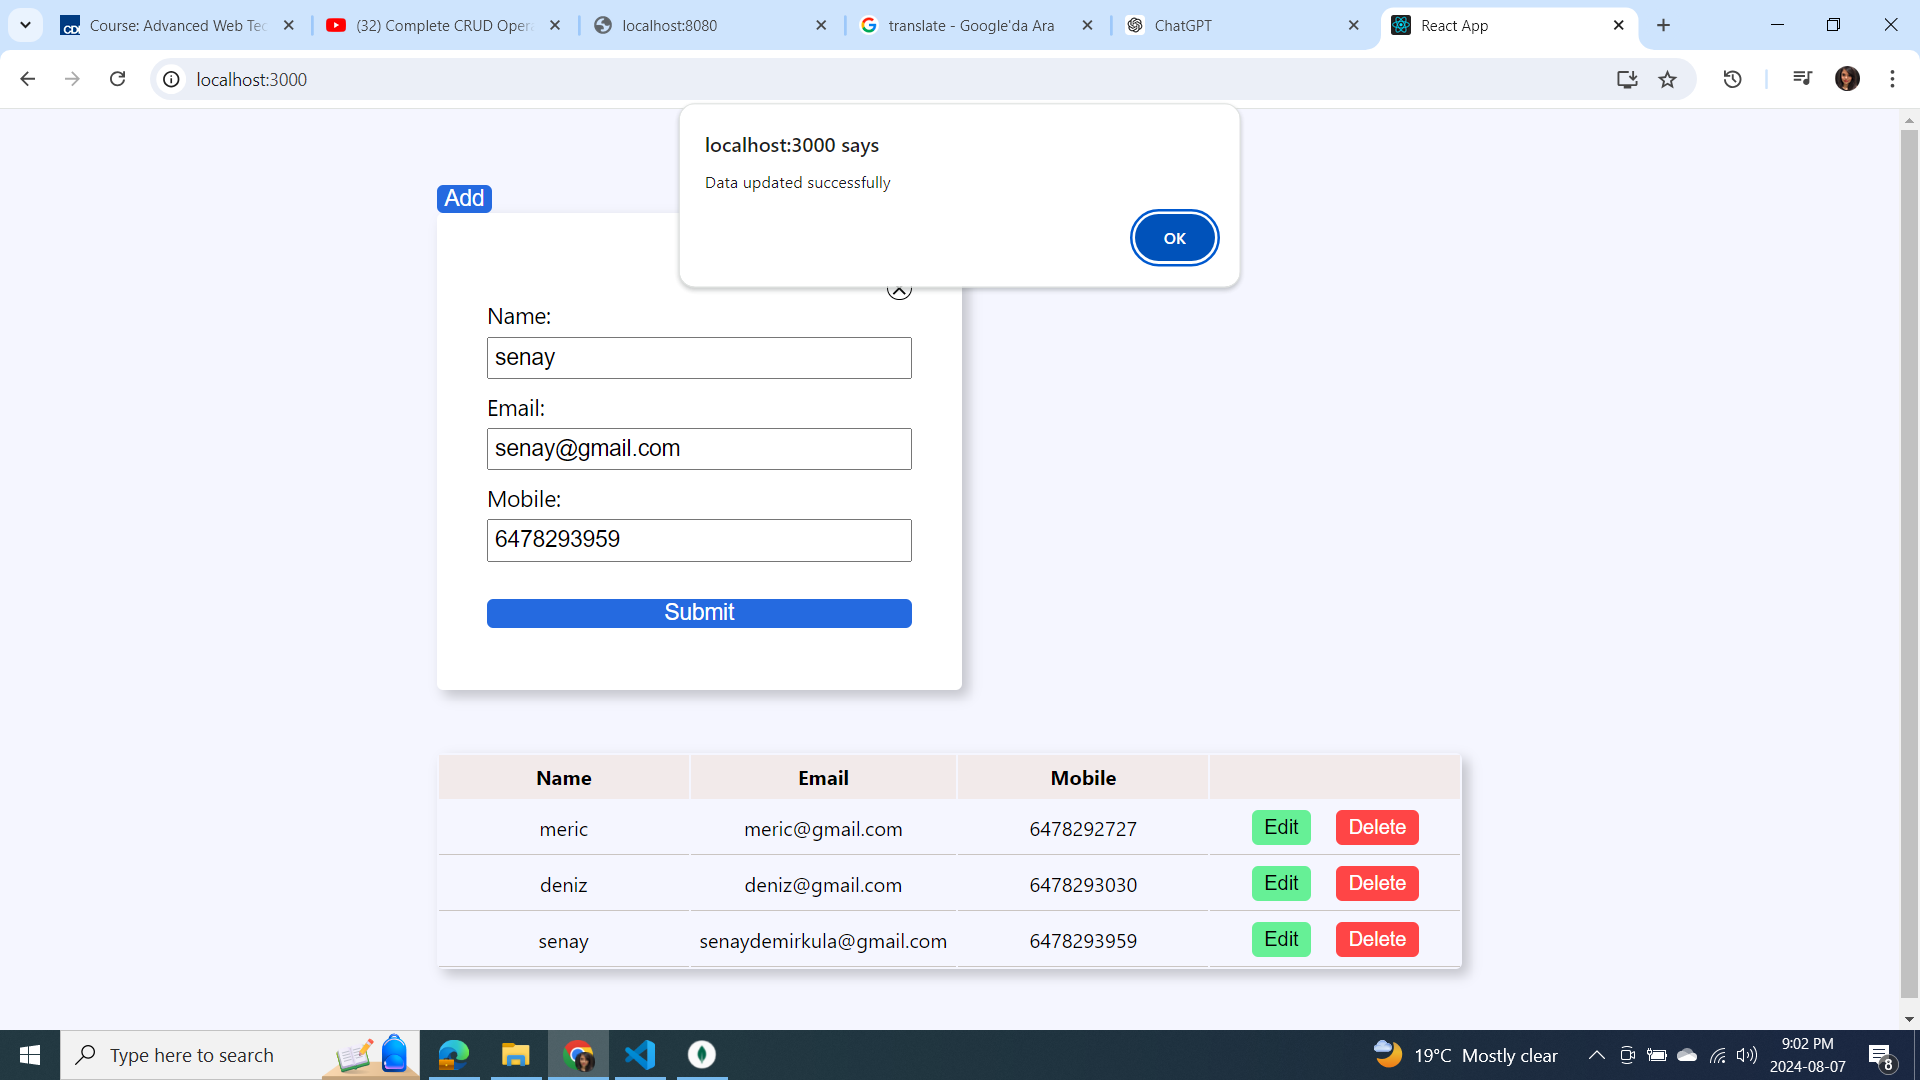 Course: Advanced Web Tec
(32) Complete CRUD Opera
localhost:8080
translate - Google'da Ara
ChatGPT
React App
localhost:3000
localhost:3000 says
Data updated successfully
OK
Add
Name:
senay
Email:
senay@gmail.com
Mobile:
6478293959
Submit
Name Email Mobile
meric meric@gmail.com 6478292727 Edit Delete
deniz deniz@gmail.com 6478293030 Edit Delete
senay senaydemirkula@gmail.com 6478293959 Edit Delete
Type here to search
19°C Mostly clear
9:02 PM
2024-08-07
8